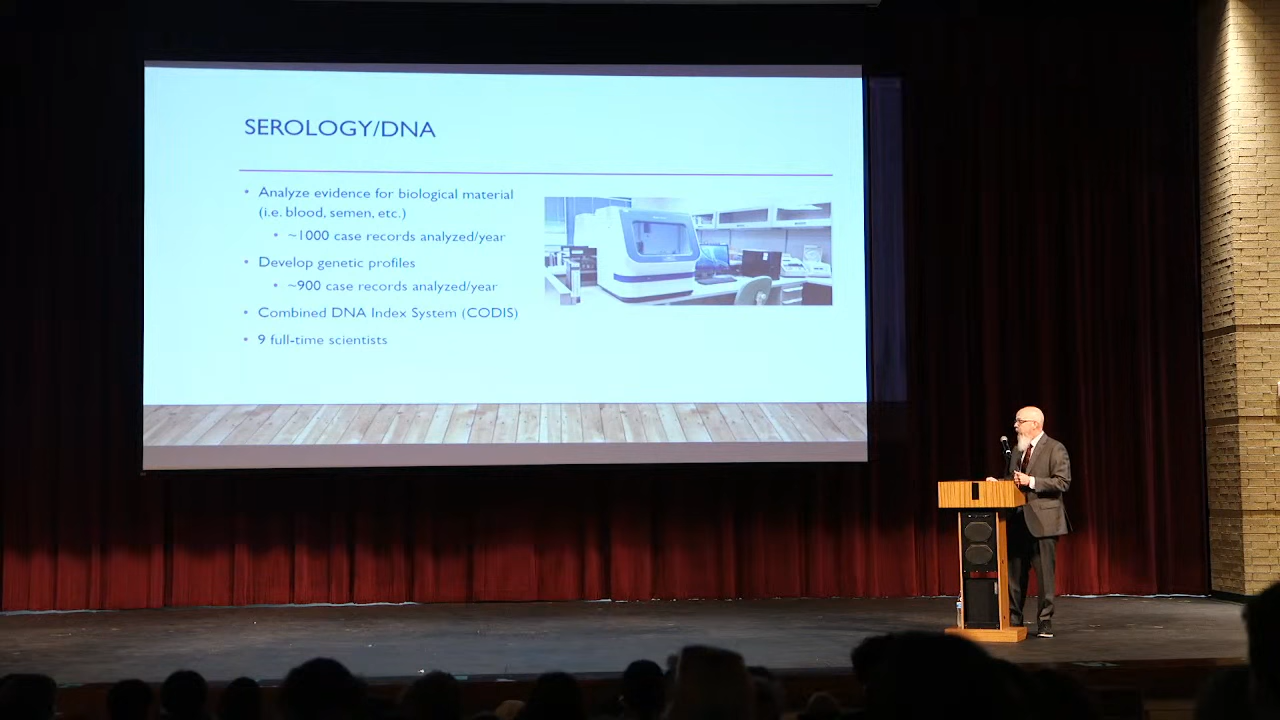 SEROLOGY/DNA
• Analyze evidence for biological material
(i.e. blood, semen, etc.)
• ~1000 case records analyzed/year
• Develop genetic profiles
• ~900 case records analyzed/year
• Combined DNA Index System (CODIS)
• 9 full-time scientists